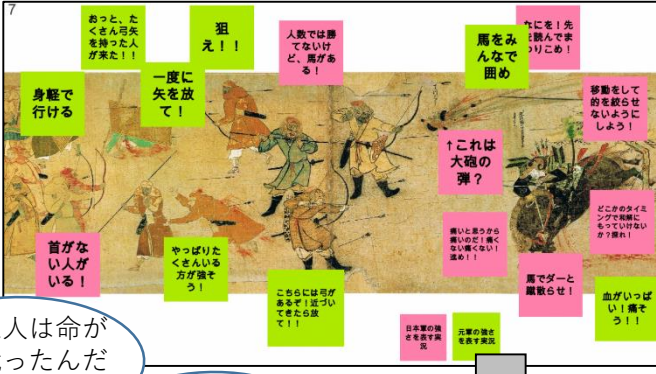 7
おっと、た
くさん弓矢
を持った人
が来た！！
狙
え！！
人数では勝
てないけ
ど、馬があ
る！
馬をみ
んなで
囲め
なにを！先
を読んでま
わりこめ！
身軽で
行ける
一度に
矢を放
て！
移動をして
的を絞らせ
ないように
しよう！
↑これは
大砲の
弾？
どこかのタイミ
ングで和解に
もっていけない
か？探れ！
首がな
い人が
いる！
やっぱりた
くさんいる
方が強そ
う！
痛いと思うから
痛いのだ！痛く
ない痛くない！
進め！！
こちらには弓が
あるぞ！近づい
てきたら放
て！！
馬でダーと
蹴散らせ！
血がいっぱ
い！痛そ
う！！
日本軍の強
さを表す実
況
元軍の強さ
を表す実況
人は命が
ったんだ